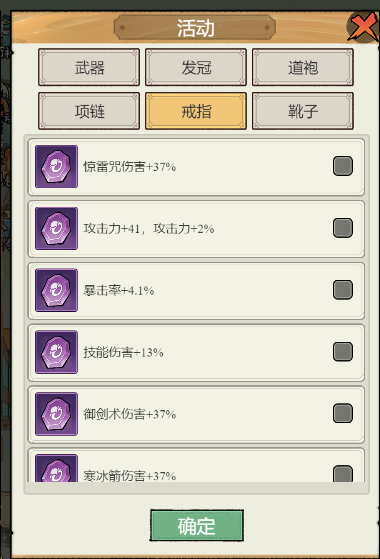 活动
武器 发冠 道袍
项链 戒指 靴子
惊雷咒伤害+37%
攻击力+41，攻击力+2%
暴击率+4.1%
技能伤害+13%
御剑术伤害+37%
寒冰箭伤害+37%
确定